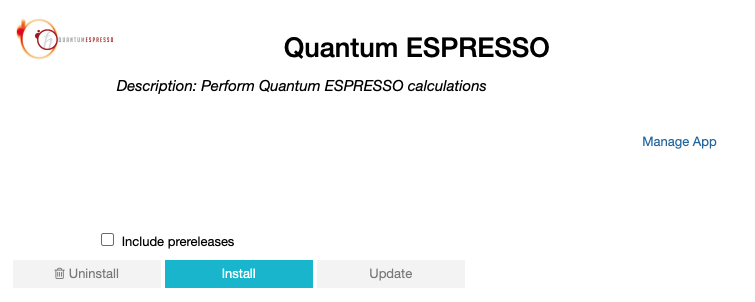 QUANTUMESPRESSO
Quantum ESPRESSO
Description: Perform Quantum ESPRESSO calculations
Manage App
Include prereleases
Uninstall
Install
Update